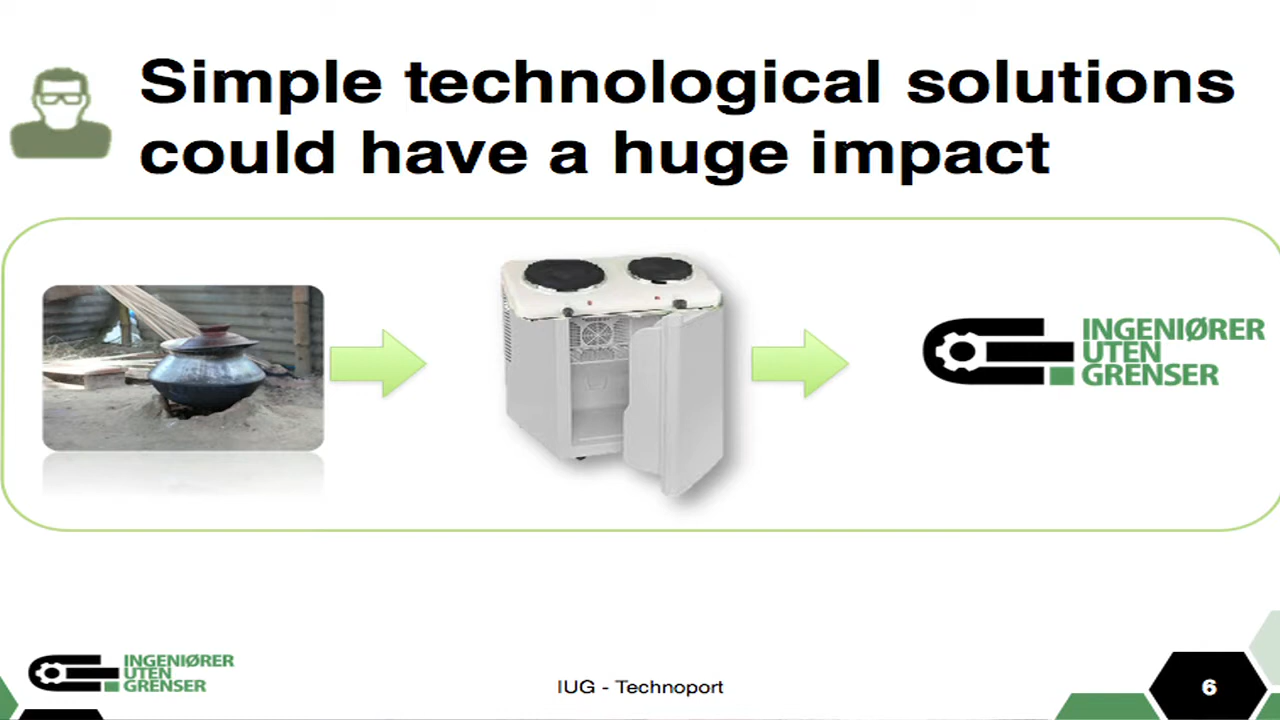 Simple technological solutions
could have a huge impact
INGENIØRER
UTEN
GRENSER
INGENIØRER
UTEN
GRENSER
IUG - Technoport
6